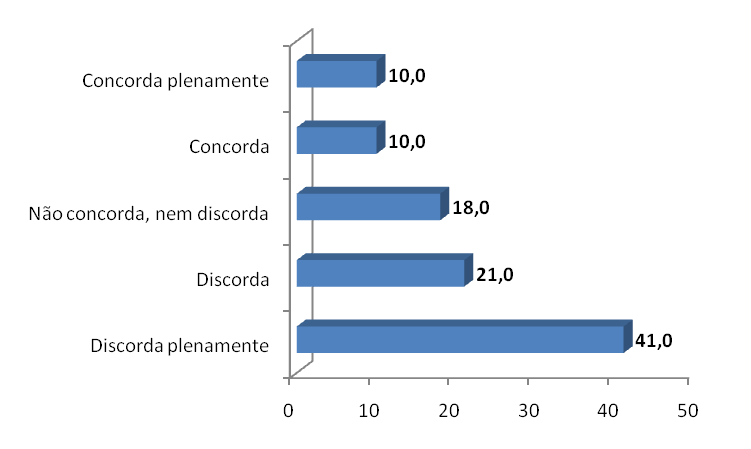 Concorda plenamente 10,0
Concorda 10,0
Não concorda, nem discorda 18,0
Discorda 21,0
Discorda plenamente 41,0
0 10 20 30 40 50